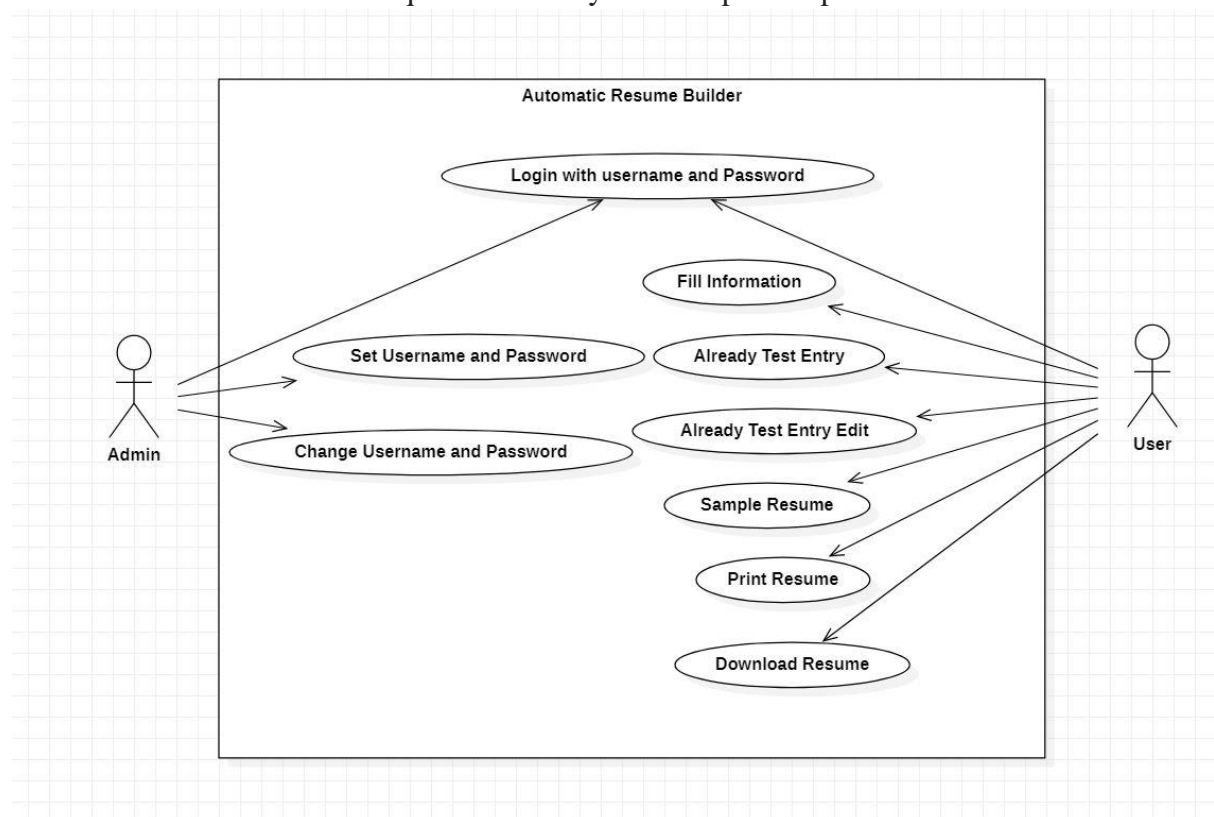 Automatic Resume Builder
Login with username and Password
Fill Information
Set Username and Password
Already Test Entry
Already Test Entry Edit
Change Username and Password
Admin
User
Sample Resume
Print Resume
Download Resume